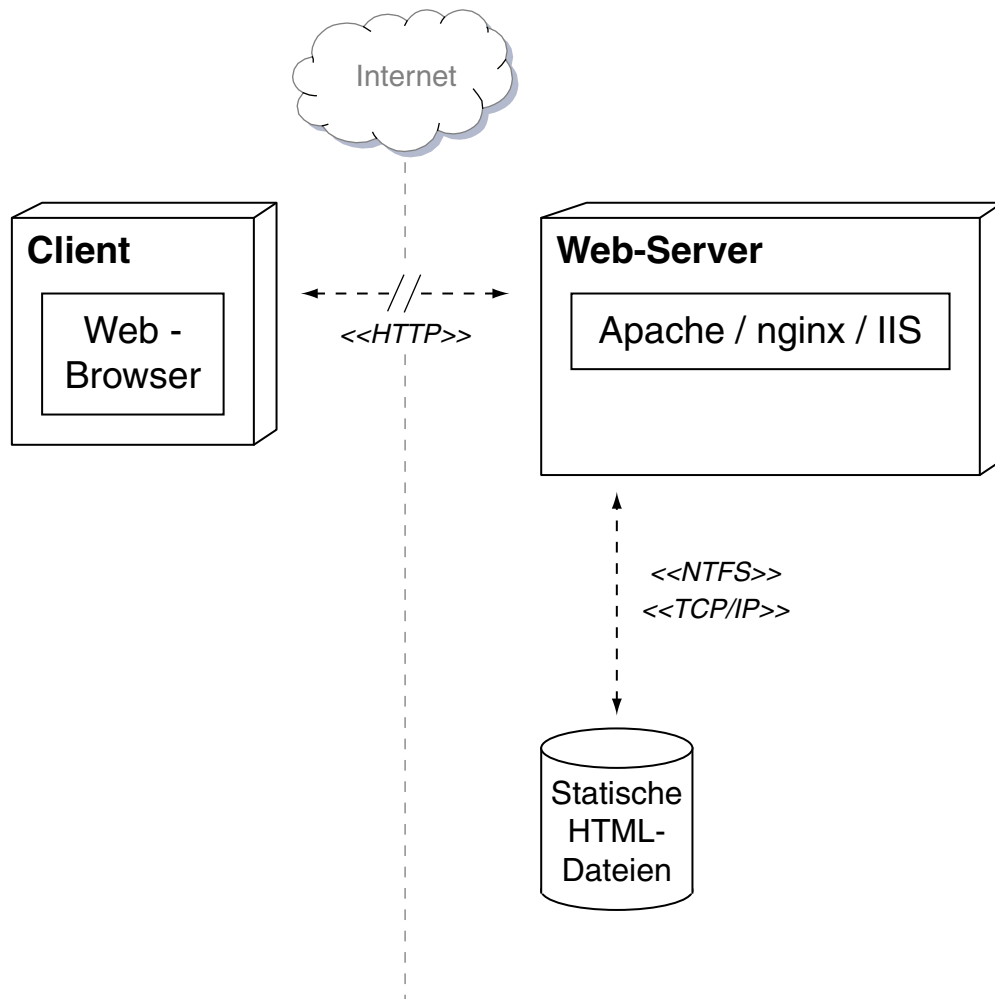 Internet
Client
Web -
Browser
<<HTTP>>
Web-Server
Apache / nginx / IIS
<<NTFS>>
<<TCP/IP>>
Statische
HTML-
Dateien